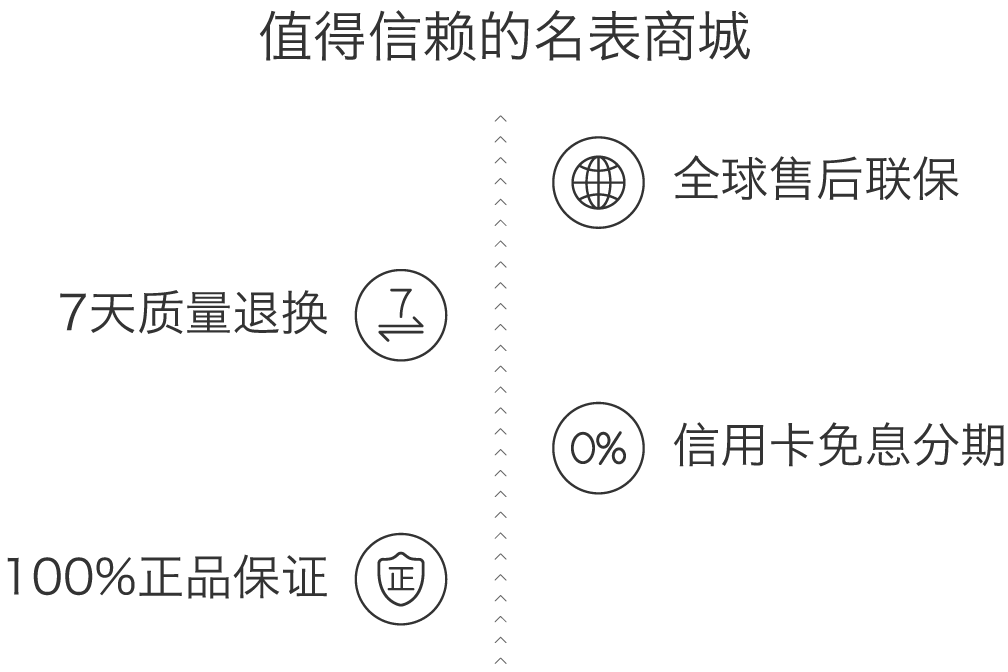 值得信赖的名表商城
全球售后联保
7天质量退换
7
0%
信用卡免息分期
100%正品保证
正